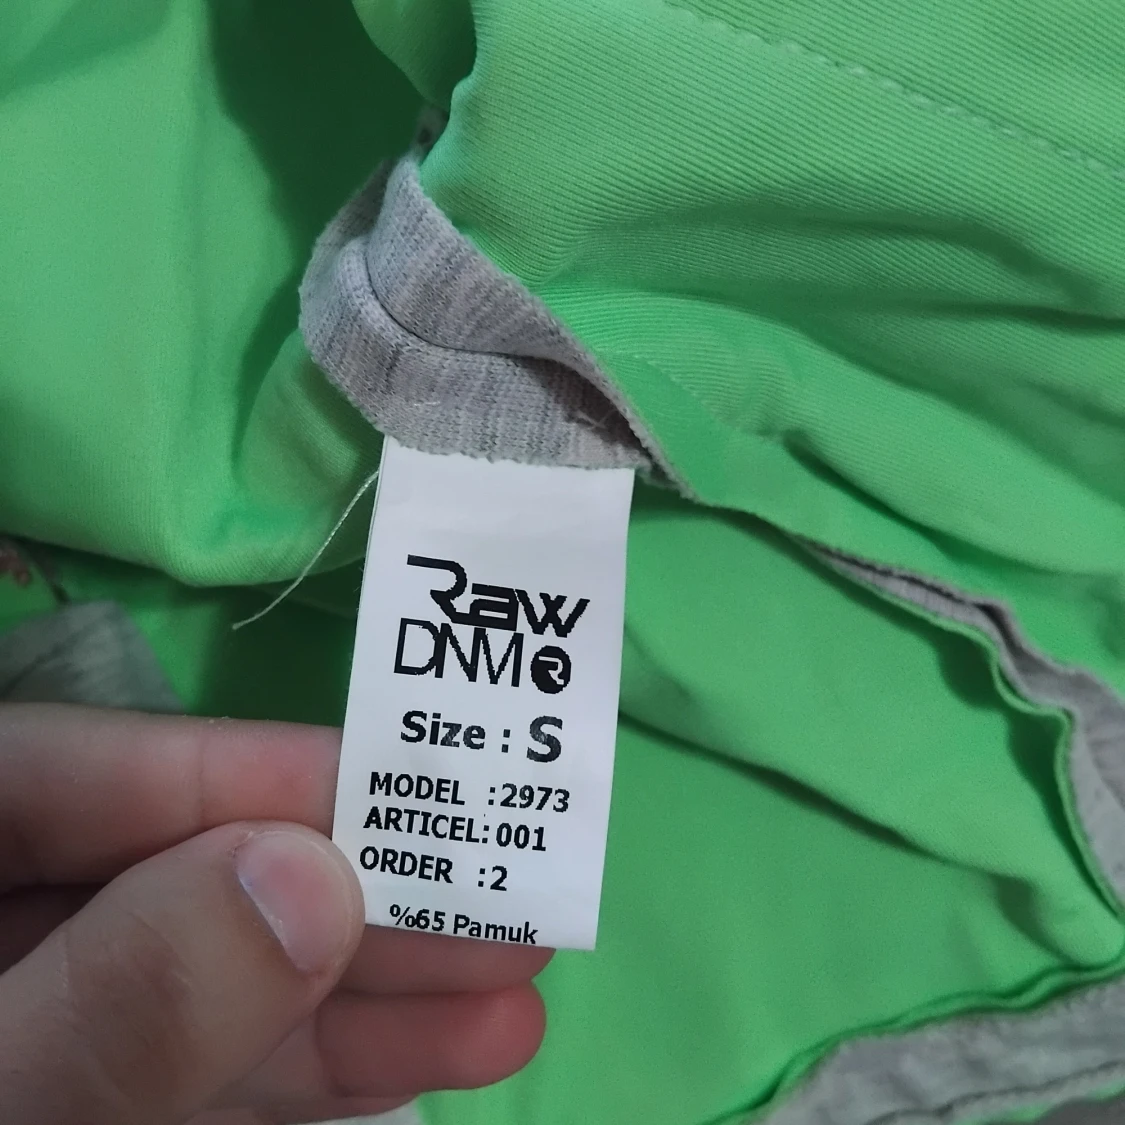 Raw
DNM R
Size : S
MODEL :2973
ARTICEL: 001
ORDER :2
%65 Pamuk